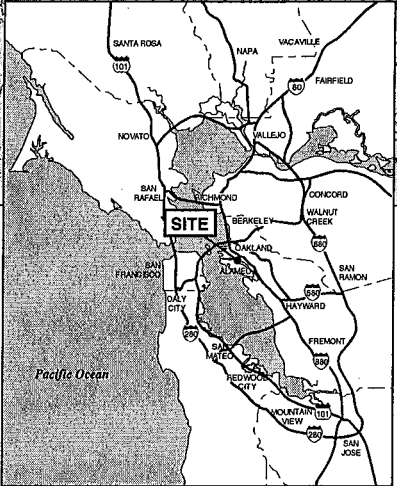 SANTA ROSA
NAPA
VACAVILLE
101
80
FAIRFIELD
NOVATO
VALLEJO
SAN
RAFAEL
RICHMOND
CONCORD
SITE
BERKELEY
WALNUT
CREEK
OAKLAND
680
SAN
FRANCISCO
ALAMEDA
SAN
RAMON
DALY
CITY
580
HAYWARD
280
FREMONT
SAN
MATEO
880
Pacific Ocean
REDWOOD
CITY
MOUNTAIN
VIEW
101
280
SAN
JOSE